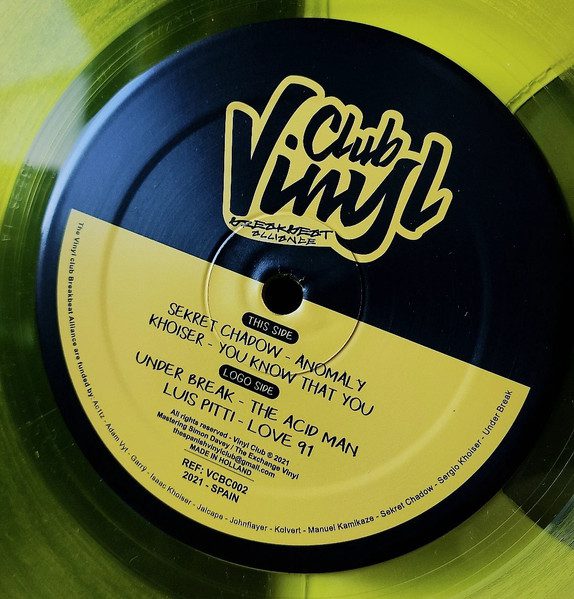 Club
Vinyl
BREAKBEAT
ALLIANCE
THIS SIDE
SEKRET CHADOW - ANOMALY
KHOISER - YOU KNOW THAT YOU
LOGO SIDE
UNDER BREAK - THE ACID MAN
LUIS PITTI - LOVE 91
All rights reserved - Vinyl Club © 2021
Mastering Simon Davey / The Exchange Vinyl
thespanishvinylclub@gmail.com
MADE IN HOLLAND
REF: VCBC002
2021 - SPAIN
The Vinyl club Breakbeat Alliance are funded by: Ac1tz - Adam Vyt - Garry - Isaac Khoiser - Jalcape - Johnflayer - Kolvert - Manuel Kamikaze - Sekret Chadow - Sergio Khoiser - Under Break